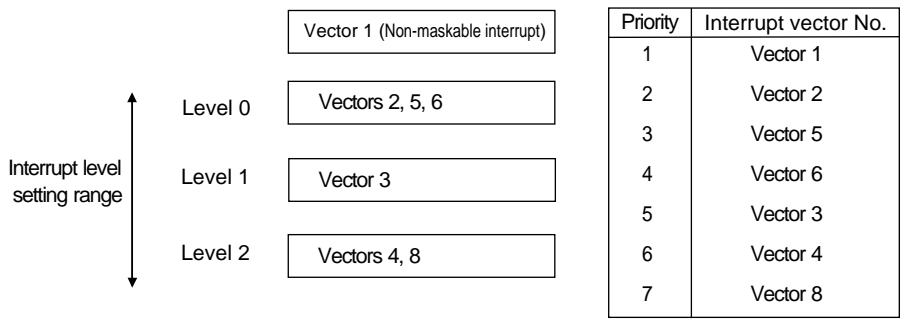 Vector 1 (Non-maskable interrupt)
Level 0
Vectors 2, 5, 6
Interrupt level
setting range
Level 1
Vector 3
Level 2
Vectors 4, 8
Priority Interrupt vector No.
1 Vector 1
2 Vector 2
3 Vector 5
4 Vector 6
5 Vector 3
6 Vector 4
7 Vector 8